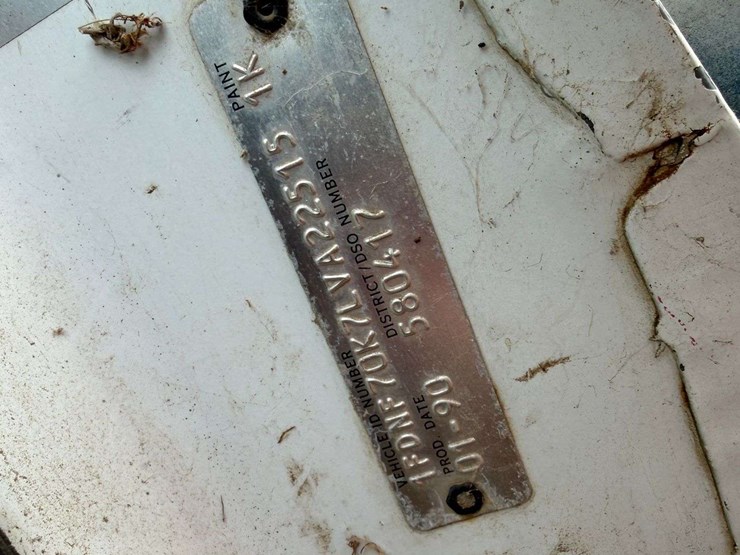 VEHICLE ID NUMBER PAINT
1FDNF70K7LVA22515 1K
PROD. DATE DISTRICT/DSO NUMBER
01-90 580417